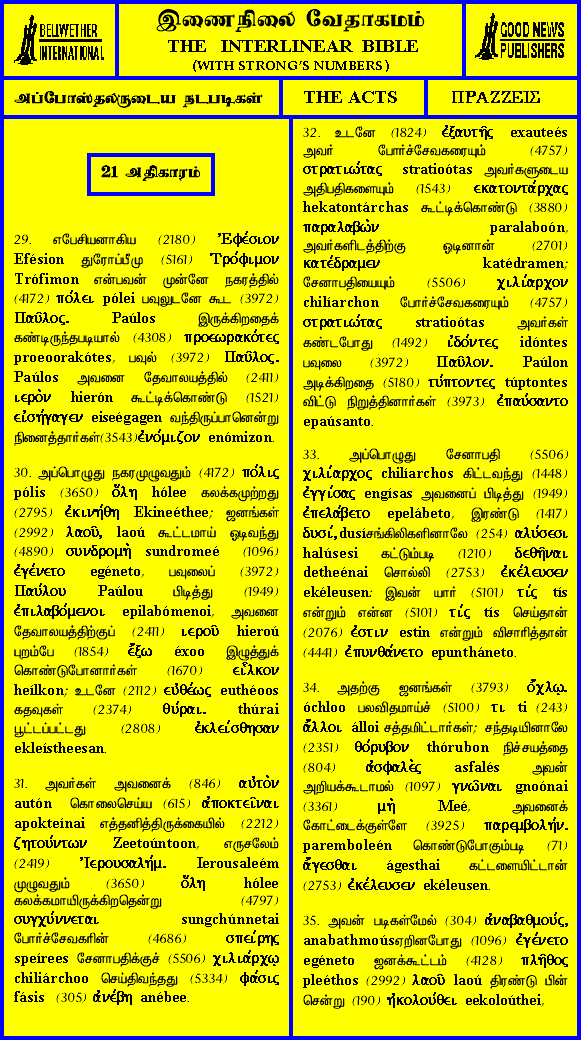 BELLWETHER
INTERNATIONAL
இணைநிலை வேதாகமம்
THE INTERLINEAR BIBLE
(WITH STRONG'S NUMBERS)
GOOD NEWS
PUBLISHERS
அப்போஸ்தலருடைய நடபடிகள்
THE ACTS
ΠΡΑΖΖΕΙΣ
21 அதிகாரம்
29. எபேசியனாகிய (2180) Ἐφέσιον
Efésion துரோப்பீமு (5161) Τρόφιμον
Trófimon என்பவன் முன்னே நகரத்தில்
(4172) πόλει pólei பவுலுடனே கூட (3972)
Παῦλος. Paúlos இருக்கிறதைக்
கண்டிருந்தபடியால் (4308) προεωρακότες
proeoorakótes, பவுல் (3972) Παῦλος.
Paúlos அவனை தேவாலயத்தில் (2411)
ιερὸν hierón கூட்டிக்கொண்டு (1521)
εἰσήγαγεν eiseégagen வந்திருப்பானென்று
நினைத்தார்கள்(3543)ἐνόμιζον enómizon.
30. அப்பொழுது நகரமுழுவதும் (4172) πόλις
pólis (3650) ὅλη hólee கலக்கமுற்றது
(2795) ἐκινήθη Ekineéthee; ஜனங்கள்
(2992) λαοῦ, laoú கூட்டமாய் ஓடிவந்து
(4890) συνδρομὴ sundromeé (1096)
ἐγένετο egéneto, பவுலைப் (3972)
Παύλου Paúlou பிடித்து (1949)
ἐπιλαβόμενοι epilabómenoi, அவனை
தேவாலயத்திற்குப் (2411) ιεροῦ hieroú
புறம்பே (1854) ἔξω éxoo இழுத்துக்
கொண்டுபோனார்கள் (1670) εἷλκον
heílkon; உடனே (2112) εὐθέως euthéoos
கதவுகள் (2374) θύραι. thúrai
பூட்டப்பட்டது (2808) ἐκλείσθησαν
ekleístheesan.
31. அவர்கள் அவனைக் (846) αὐτὸν
autón கொலைசெய்ய (615) ἀποκτεῖναι
apokteínai எத்தனித்திருக்கையில் (2212)
ζητούντων Zeetoúntoon, எருசலேம்
(2419) Ἰερουσαλήμ. Ierousaleém
முழுவதும் (3650) ὅλη hólee
கலக்கமாயிருக்கிறதென்று (4797)
συγχύννεται sungchúnnetai
போர்ச்சேவகரின் (4686) σπείρης
speírees சேனாபதிக்குச் (5506) χιλιάρχῳ
chiliárchoo செய்திவந்தது (5334) φάσις
fásis (305) ἀνέβη anébee.
32. உடனே (1824) ἐξαυτῆς exauteés
அவர் போர்ச்சேவகரையும் (4757)
στρατιώτας stratioótas அவர்களுடைய
அதிபதிகளையும் (1543) εκατοντάρχας
hekatontárchas கூட்டிக்கொண்டு (3880)
παραλαβὼν paralaboón,
அவர்களிடத்திற்கு ஓடினான் (2701)
κατέδραμεν katédramen;
சேனாபதியையும் (5506) χιλίαρχον
chilíarchon போர்ச்சேவகரையும் (4757)
στρατιώτας stratioótas அவர்கள்
கண்டபோது (1492) ἰδόντες idóntes
பவுலை (3972) Παῦλον. Paúlon
அடிக்கிறதை (5180) τύπτοντες túptontes
விட்டு நிறுத்தினார்கள் (3973) ἐπαύσαντο
epaúsanto.
33. அப்பொழுது சேனாபதி (5506)
χιλίαρχος chilíarchos கிட்டவந்து (1448)
ἐγγίσας engísas அவனைப் பிடித்து (1949)
ἐπελάβετο epelábeto, இரண்டு (1417)
δυσί, dusíசங்கிலிகளினாலே (254) αλύσεσι
halúsesi கட்டும்படி (1210) δεθῆναι
detheénai சொல்லி (2753) ἐκέλευσεν
ekéleusen: இவன் யார் (5101) τίς tís
என்றும் என்ன (5101) τίς tís செய்தான்
(2076) ἐστιν estin என்றும் விசாரித்தான்
(4441) ἐπυνθάνετο epuntháneto.
34. அதற்கு ஜனங்கள் (3793) ὄχλῳ.
óchloo பலவிதமாய்ச் (5100) τι ti (243)
ἄλλοι álloi சத்தமிட்டார்கள்; சந்தடியினாலே
(2351) θόρυβον thórubon நிச்சயத்தை
(804) ἀσφαλὲς asfalés அவன்
அறியக்கூடாமல் (1097) γνῶναι gnoónai
(3361) μὴ Meé, அவனைக்
கோட்டைக்குள்ளே (3925) παρεμβολήν.
paremboleén கொண்டுபோகும்படி (71)
ἄγεσθαι ágesthai கட்டளையிட்டான்
(2753) ἐκέλευσεν ekéleusen.
35. அவன் படிகள்மேல் (304) ἀναβαθμούς,
anabathmoúsஏறினபோது (1096) ἐγένετο
egéneto ஜனக்கூட்டம் (4128) πλῆθος
pleéthos (2992) λαοῦ laoú திரண்டு பின்
சென்று (190) ἠκολούθει eekoloúthei,